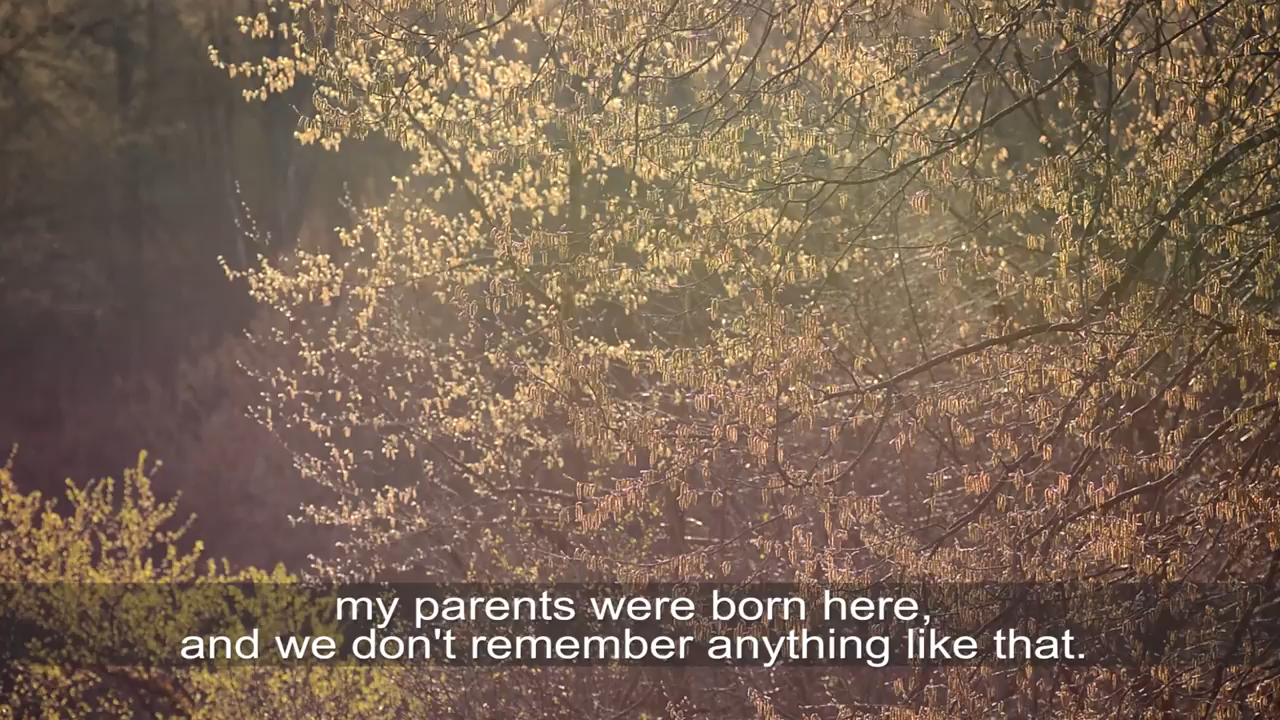 my parents were born here,
and we don't remember anything like that.